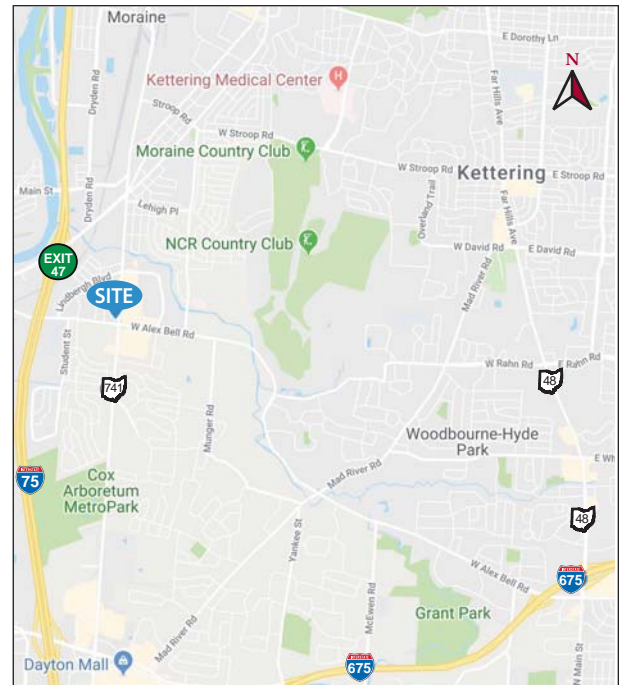 Moraine
E Dorothy Ln
N
Dryden Rd
Kettering Medical Center
H
Far Hills Ave
Stroop Rd
W Stroop Rd
Moraine Country Club
W Stroop Rd
Kettering
E Stroop Rd
Main St
Dryden Rd
Lehigh Pl
Overland Trail
Far Hills Ave
NCR Country Club
W David Rd
E David Rd
EXIT
47
Mad River Rd
Lindbergh Blvd
SITE
W Alex Bell Rd
Student St
W Rahn Rd
E Rahn Rd
741
48
Munger Rd
Woodbourne-Hyde
Park
E Wh
Cox
Arboretum
MetroPark
75
Mad River Rd
48
Yankee St
W Alex Bell Rd
675
McEwen Rd
Grant Park
Mad River Rd
Dayton Mall
675
N Main St